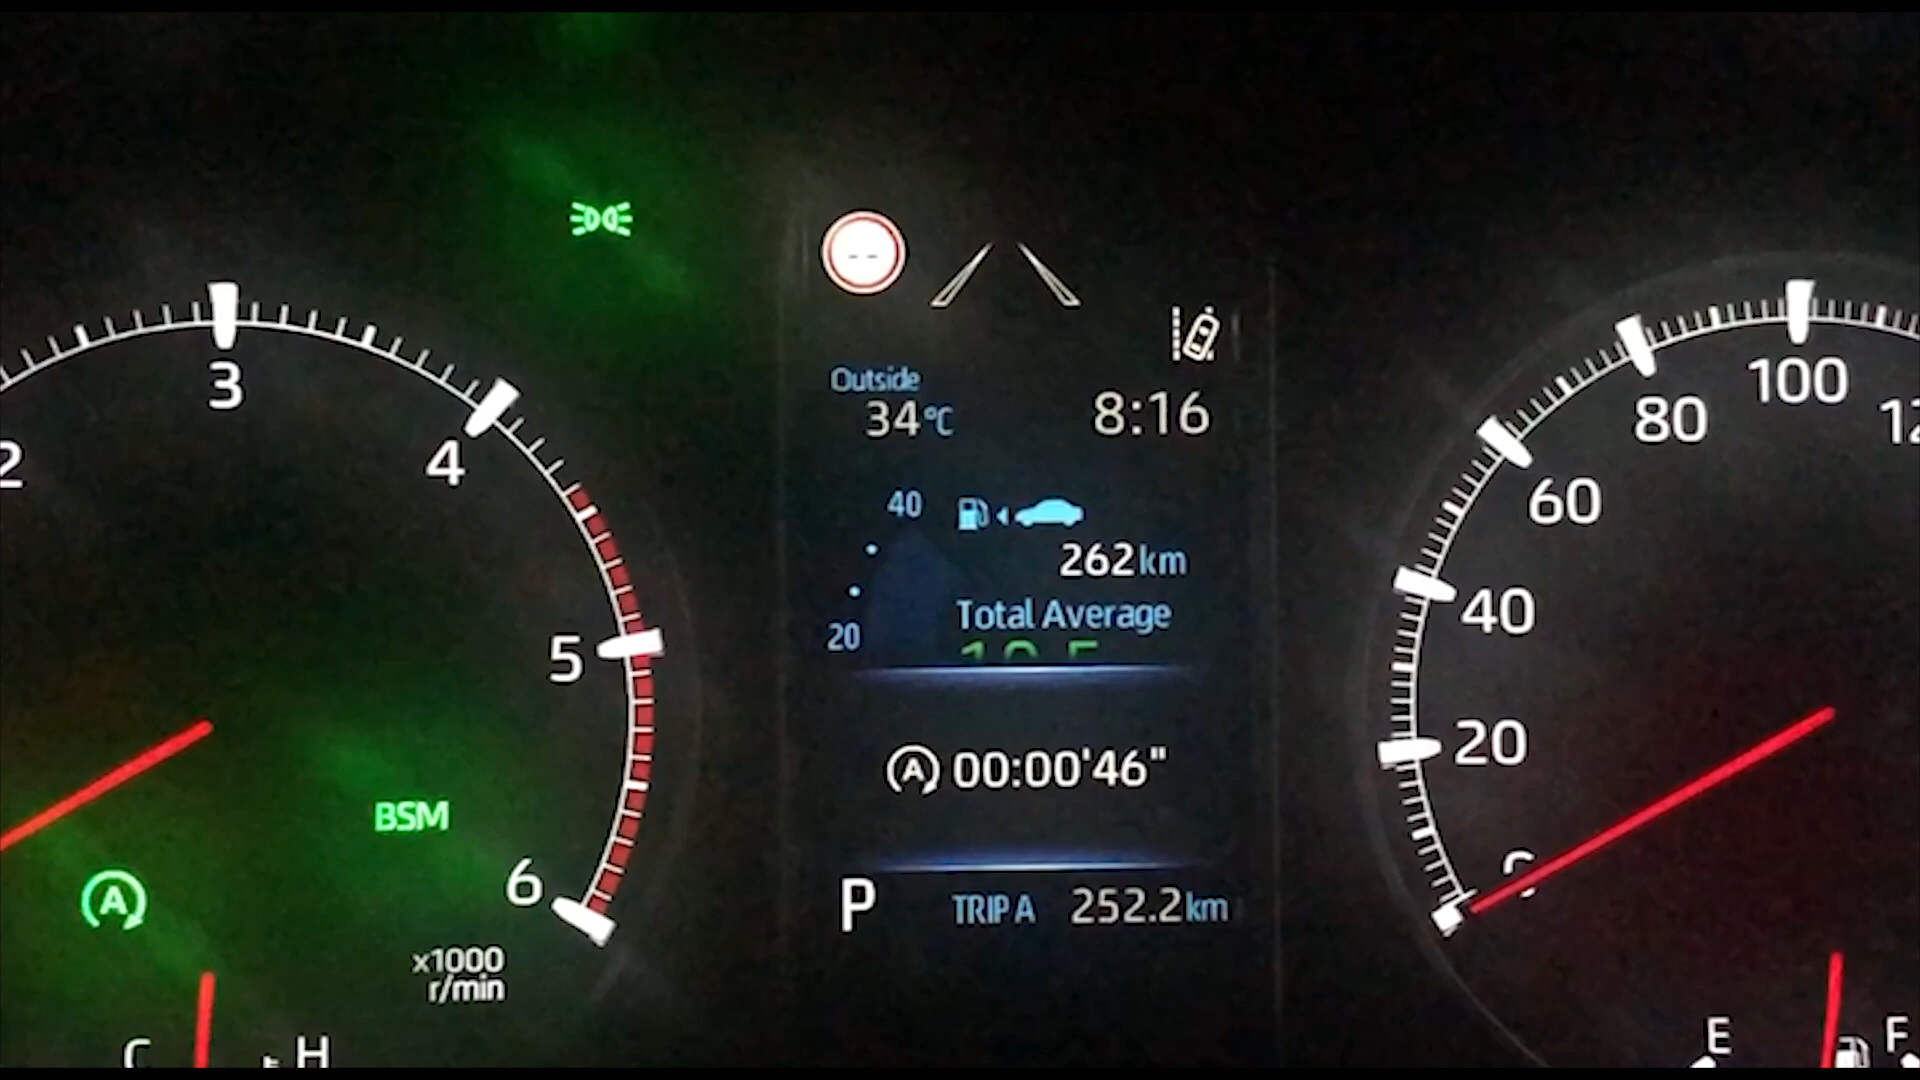 2
3
4
5
6
x1000
r/min
BSM
A
C
H
--
Outside
34°C
8:16
40
20
262km
Total Average
A 00:00'46"
P
TRIP A 252.2km
20
40
60
80
100
E
F